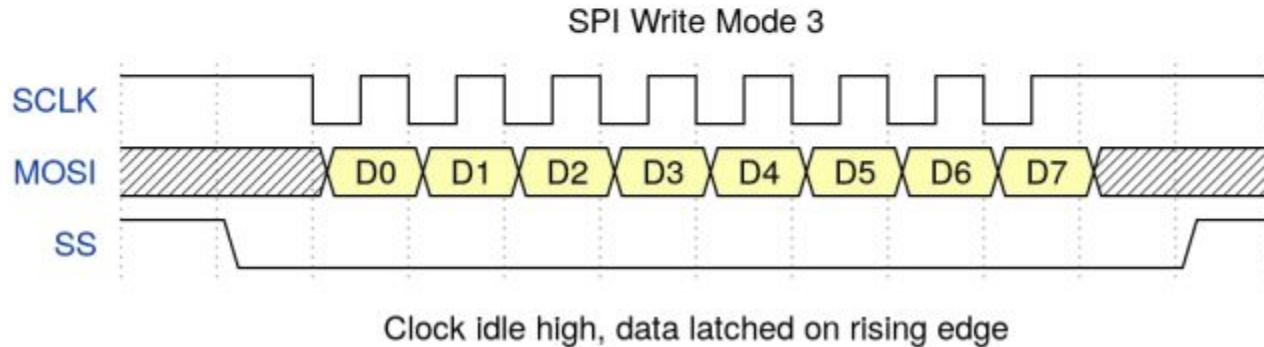 SPI Write Mode 3
SCLK
MOSI D0 D1 D2 D3 D4 D5 D6 D7
SS
Clock idle high, data latched on rising edge